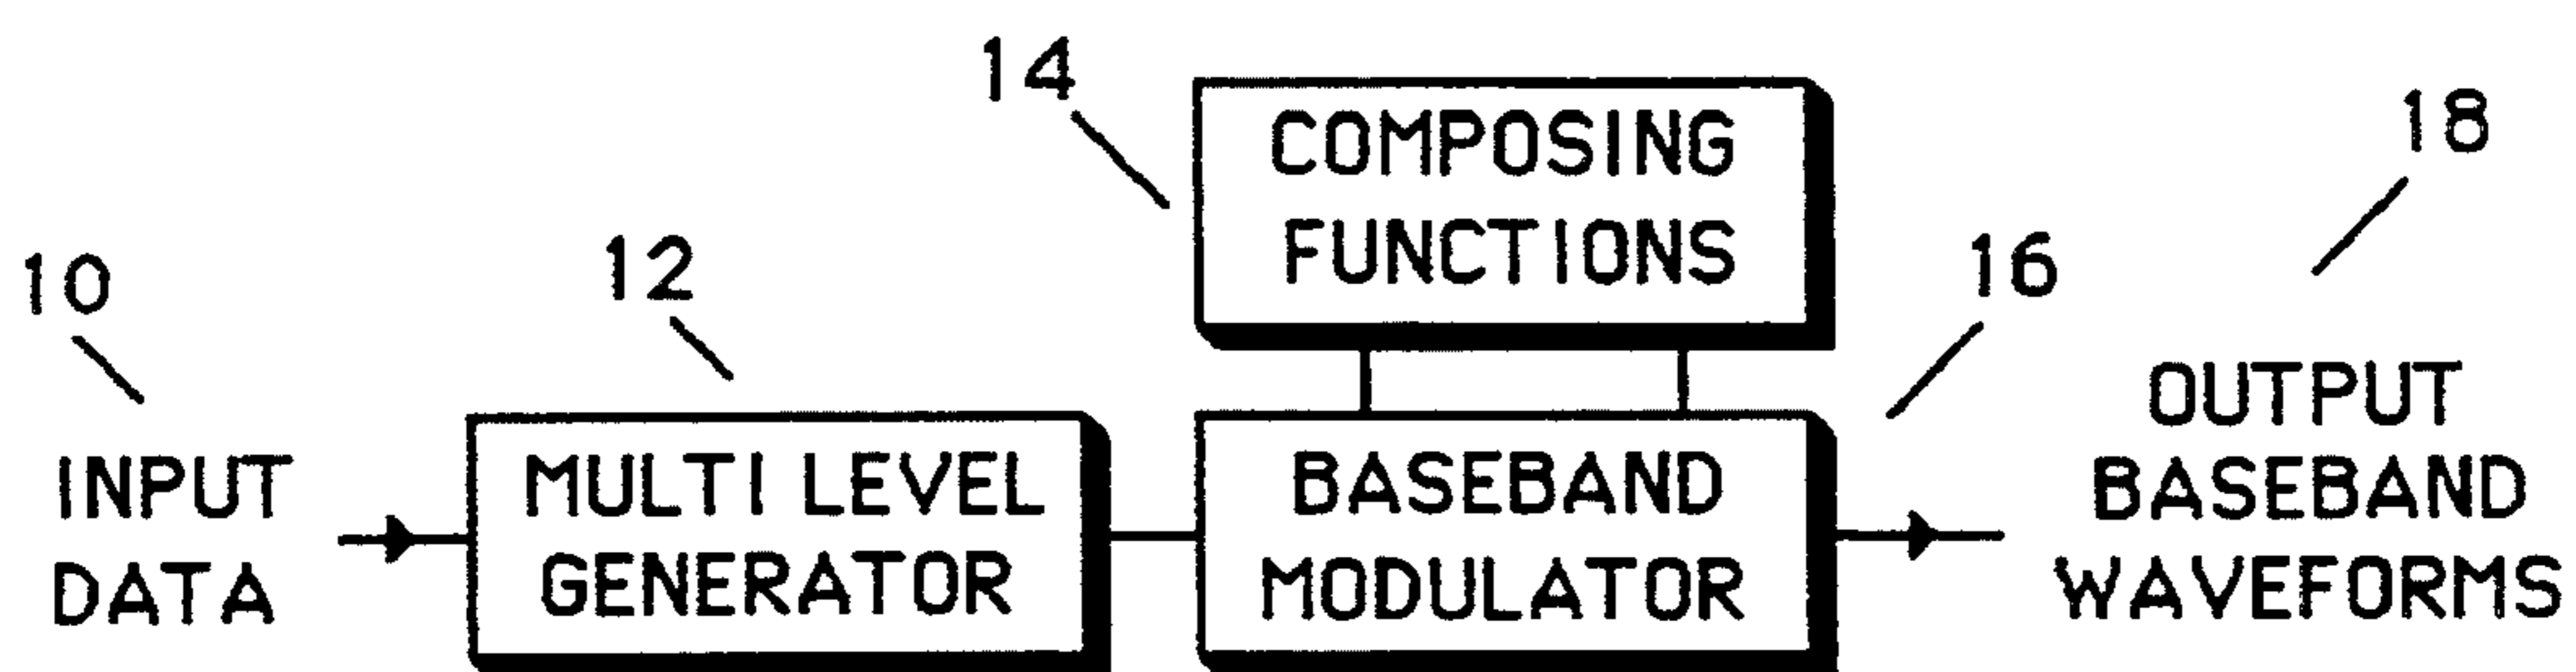 14
COMPOSING
FUNCTIONS
18
10
12
16
INPUT
DATA
MULTI LEVEL
GENERATOR
BASEBAND
MODULATOR
OUTPUT
BASEBAND
WAVEFORMS